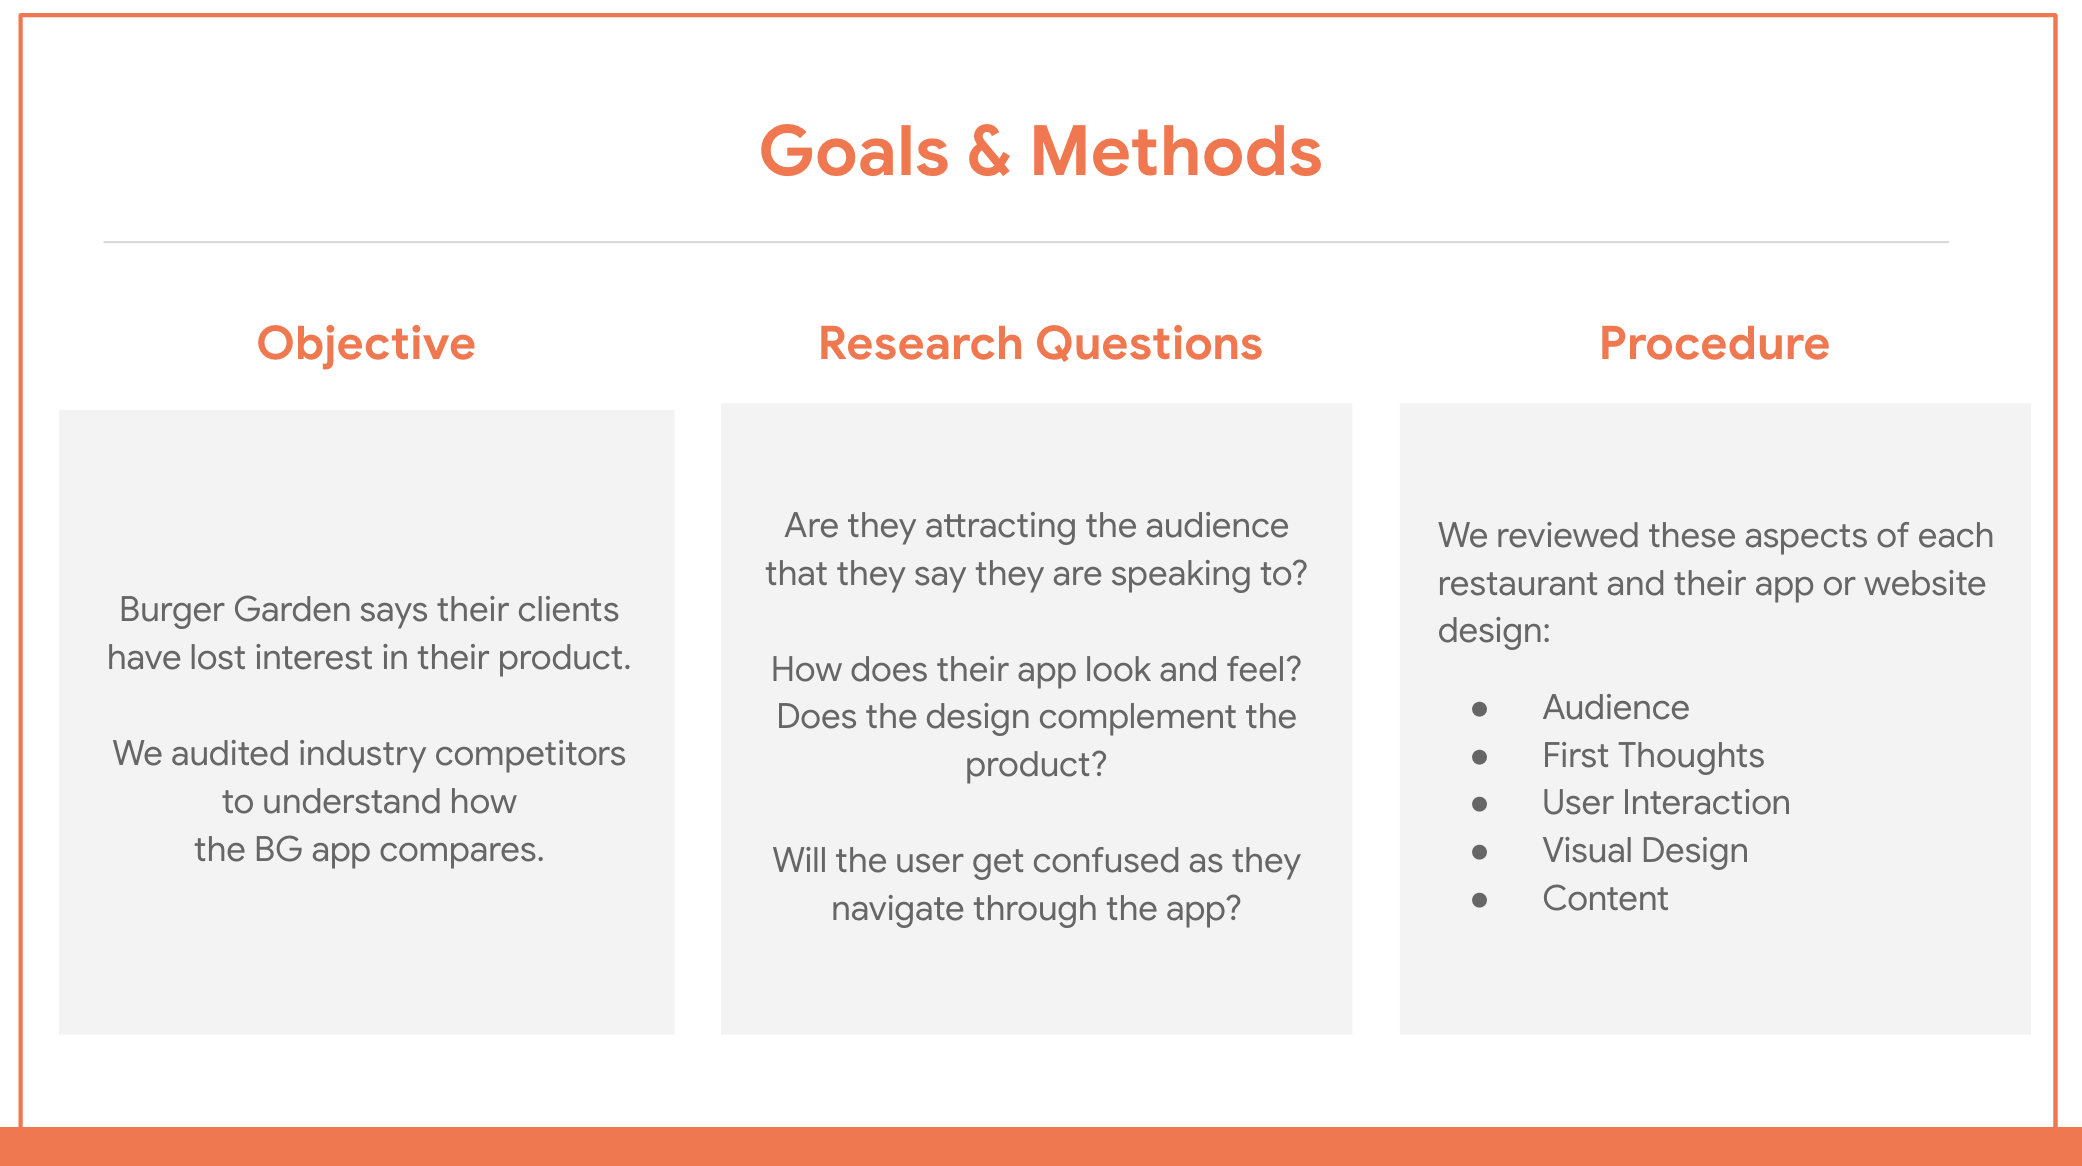 Goals & Methods
Objective
Burger Garden says their clients
have lost interest in their product.
We audited industry competitors
to understand how
the BG app compares.
Research Questions
Are they attracting the audience
that they say they are speaking to?
How does their app look and feel?
Does the design complement the
product?
Will the user get confused as they
navigate through the app?
Procedure
We reviewed these aspects of each
restaurant and their app or website
design:
● Audience
● First Thoughts
● User Interaction
● Visual Design
● Content